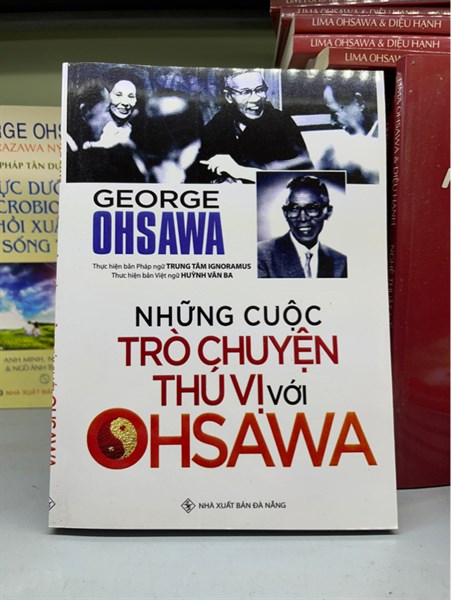 GEORGE
OHSAWA
Thực hiện bản Pháp ngữ TRUNG TÂM IGNORAMUS
Thực hiện bản Việt ngữ HUỲNH VĂN BA
NHỮNG CUỘC
TRÒ CHUYỆN
THÚ VỊ VỚI
OHSAWA
NHÀ XUẤT BẢN ĐÀ NẴNG
LIMA OHSAWA & DIỆU HẠNH
LIMA OHSAWA & DIỆU HẠNH
LIMA OHSAWA